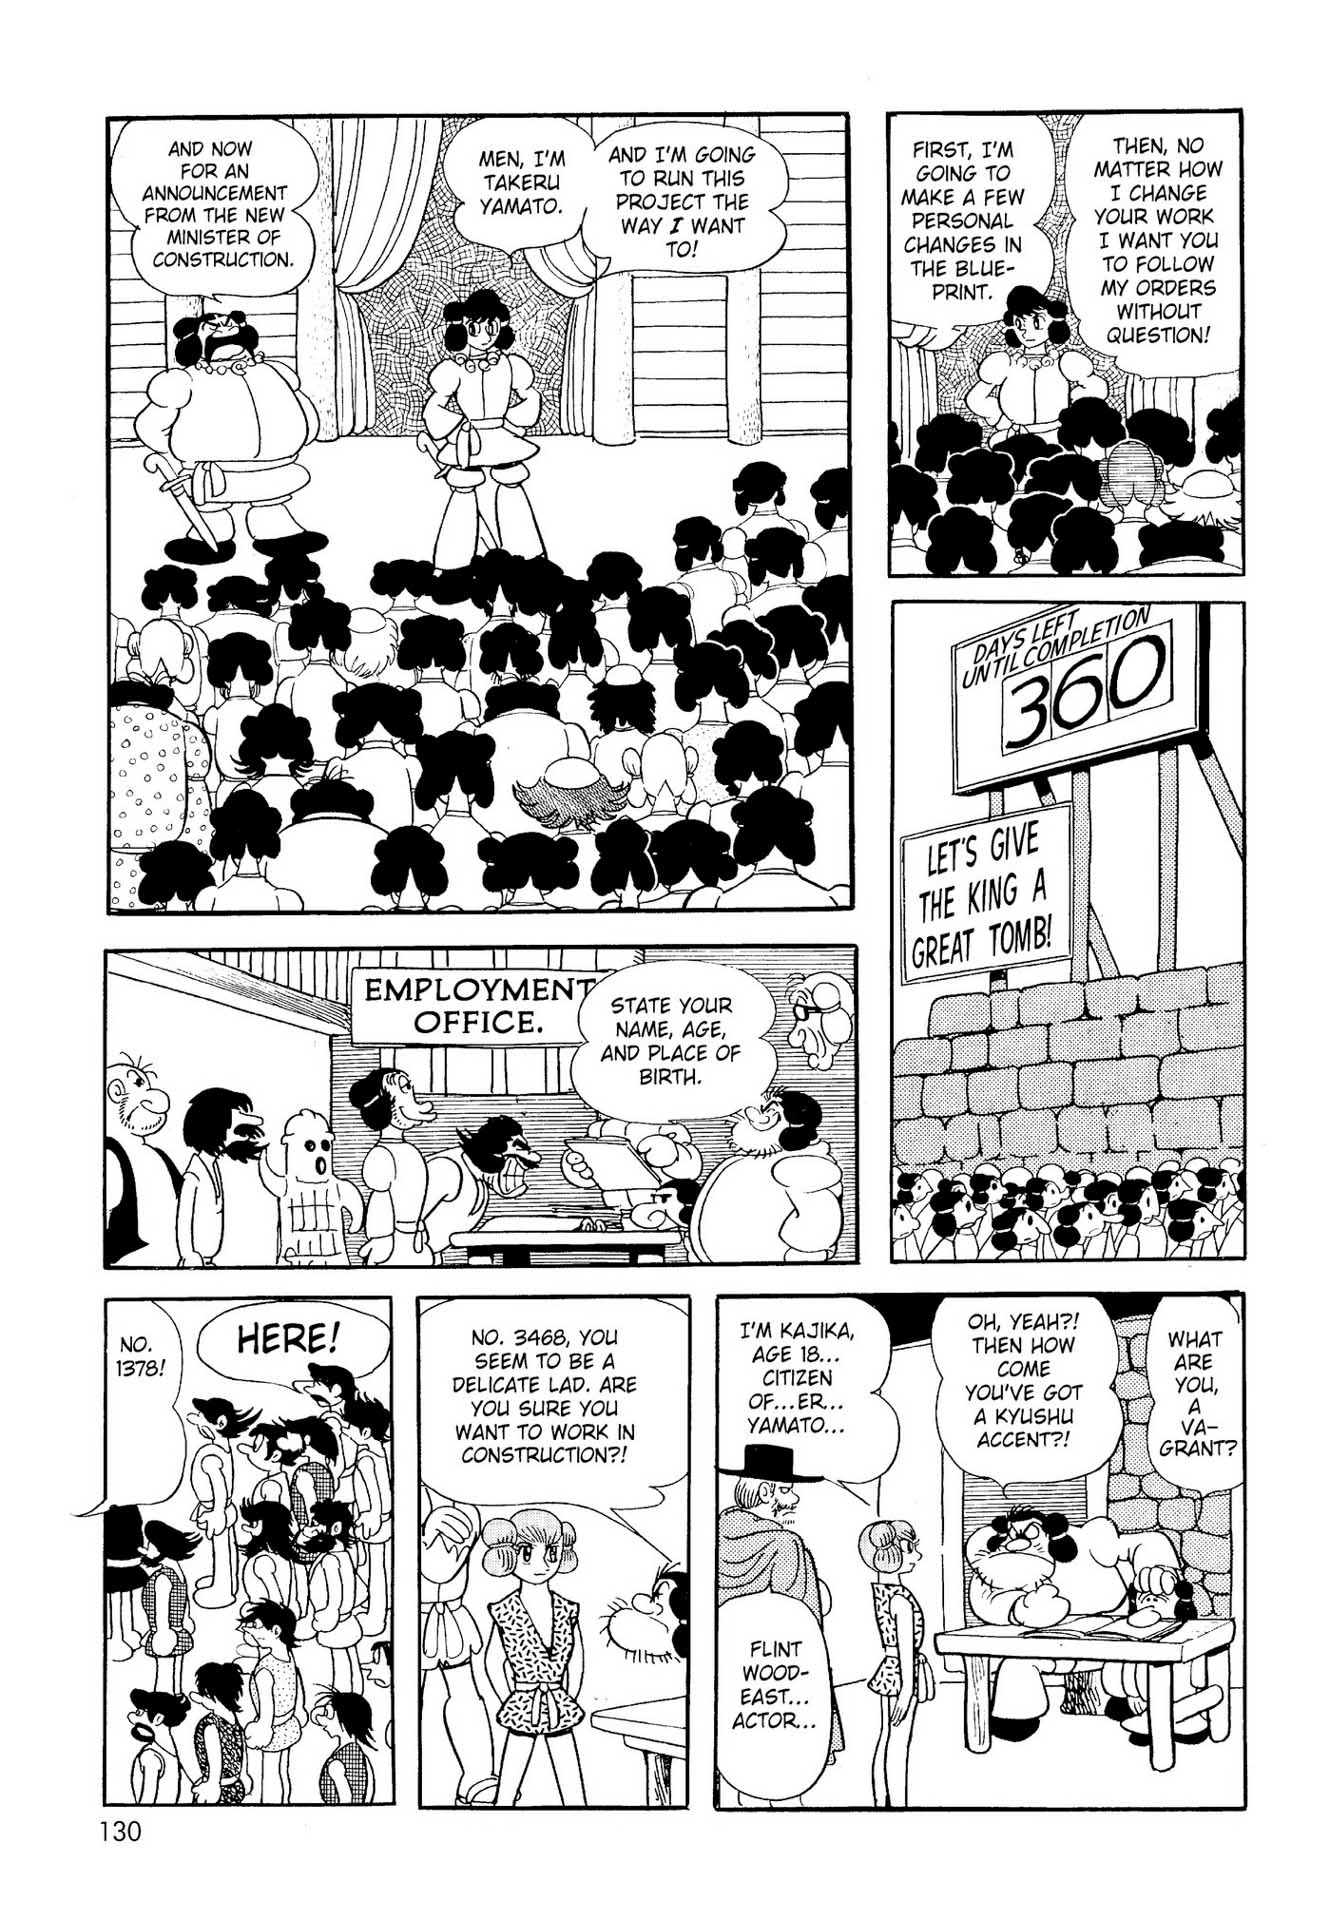 AND NOW
FOR AN
ANNOUNCEMENT
FROM THE NEW
MINISTER OF
CONSTRUCTION.
MEN, I'M
TAKERU
YAMATO.
AND I'M GOING
TO RUN THIS
PROJECT THE
WAY I WANT
TO!
FIRST, I'M
GOING TO
MAKE A FEW
PERSONAL
CHANGES IN
THE BLUE-
PRINT.
THEN, NO
MATTER HOW
I CHANGE
YOUR WORK
I WANT YOU
TO FOLLOW
MY ORDERS
WITHOUT
QUESTION!
DAYS LEFT
UNTIL COMPLETION
360
LET'S GIVE
THE KING A
GREAT TOMB!
EMPLOYMENT
OFFICE.
STATE YOUR
NAME, AGE,
AND PLACE OF
BIRTH.
NO.
1378!
HERE!
NO. 3468, YOU
SEEM TO BE A
DELICATE LAD. ARE
YOU SURE YOU
WANT TO WORK IN
CONSTRUCTION?!
I'M KAJIKA,
AGE 18...
CITIZEN
OF...ER...
YAMATO...
OH, YEAH?!
THEN HOW
COME
YOU'VE GOT
A KYUSHU
ACCENT?!
WHAT
ARE
YOU,
A
VA-
GRANT?
FLINT
WOOD-
EAST...
ACTOR...
130